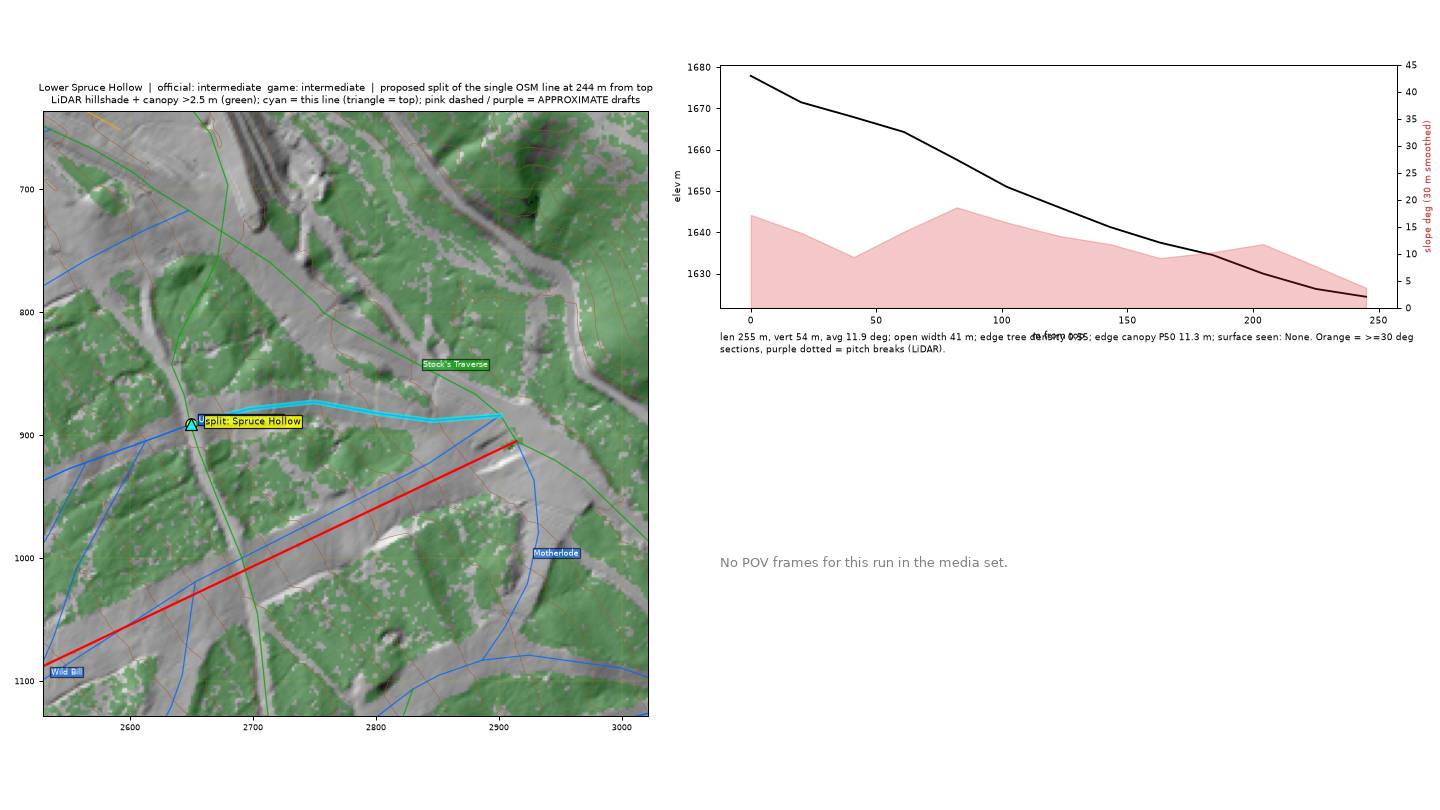 Lower Spruce Hollow | official: intermediate game: intermediate | proposed split of the single OSM line at 244 m from top
LiDAR hillshade + canopy >2.5 m (green); cyan = this line (triangle = top); pink dashed / purple = APPROXIMATE drafts
700
800
900
1000
1100
2600
2700
2800
2900
3000
Stock's Traverse
split: Spruce Hollow
Motherlode
Wild Bill
1680
1670
1660
1650
1640
1630
elev m
45
40
35
30
25
20
15
10
5
0
slope deg (30 m smoothed)
0
50
100
150
200
250
len 255 m, vert 54 m, avg 11.9 deg; open width 41 m; edge tree density 0.55; edge canopy P50 11.3 m; surface seen: None. Orange = >=30 deg
sections, purple dotted = pitch breaks (LiDAR).
No POV frames for this run in the media set.